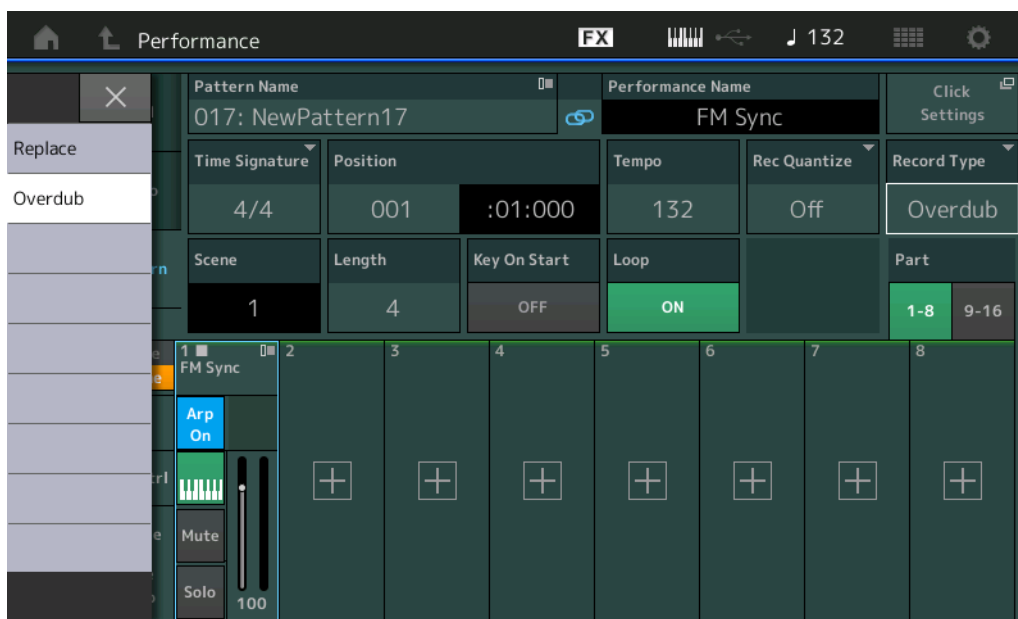 Performance
FX
132
Replace
Overdub
Pattern Name
017: NewPattern17
Performance Name
FM Sync
Click
Settings
Time Signature
4/4
Position
001
:01:000
Tempo
132
Rec Quantize
Off
Record Type
Overdub
Scene
1
Length
4
Key On Start
OFF
Loop
ON
Part
1-8
9-16
rn
rl
e
1
FM Sync
2
3
4
5
6
7
8
Arp
On
Mute
Solo
100